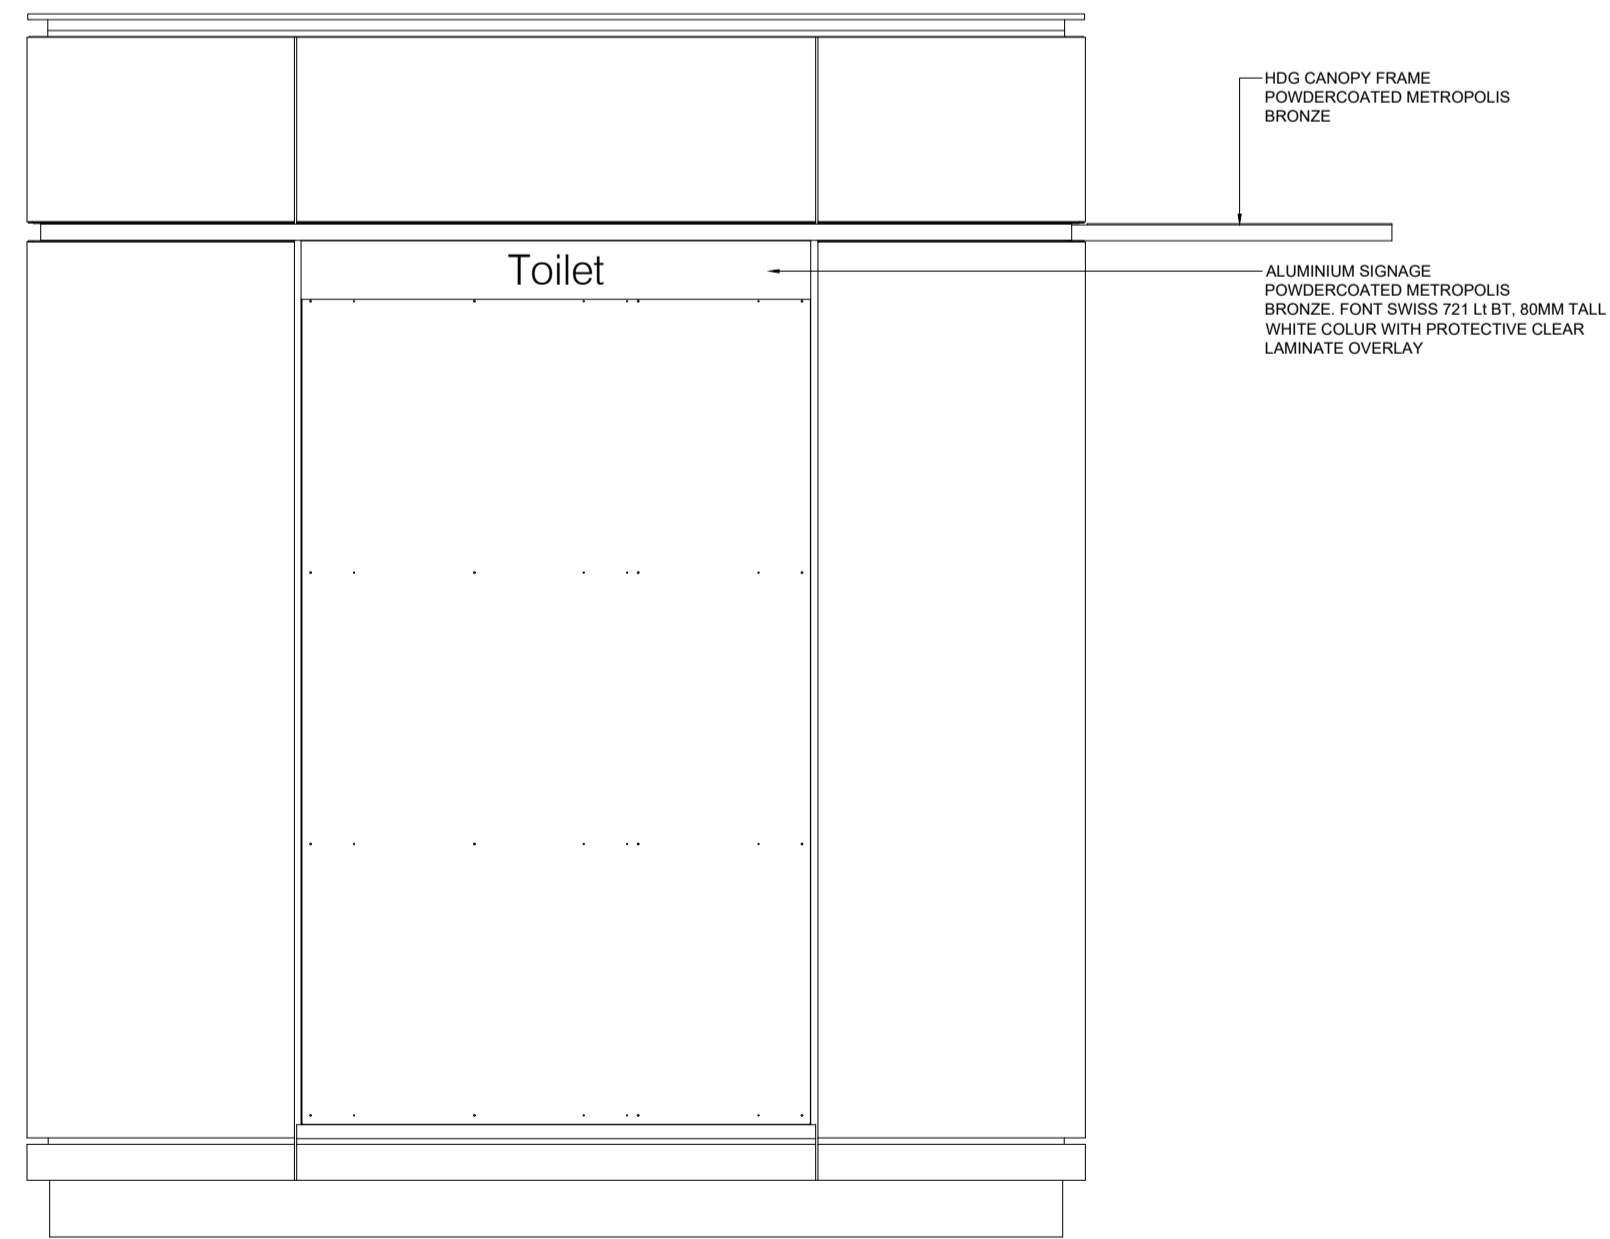 HDG CANOPY FRAME
POWDERCOATED METROPOLIS
BRONZE
Toilet
ALUMINIUM SIGNAGE
POWDERCOATED METROPOLIS
BRONZE. FONT SWISS 721 Lt BT, 80MM TALL
WHITE COLUR WITH PROTECTIVE CLEAR
LAMINATE OVERLAY